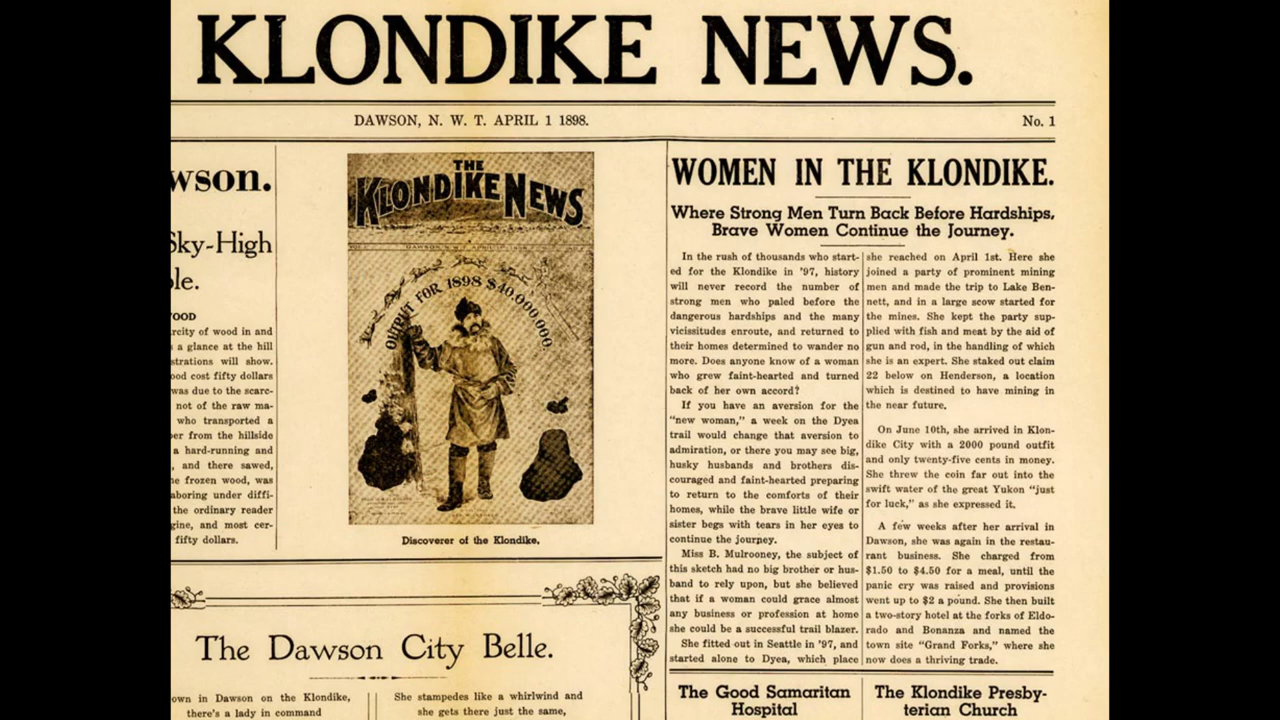 KLONDIKE NEWS.
DAWSON, N. W. T. APRIL 1 1898.
No. 1
wson.
Sky-High
ole.
OOD
rcity of wood in and
a glance at the hill
strations will show.
ood cost fifty dollars
was due to the scarc-
not of the raw ma-
who transported a
er from the hillside
a hard-running and
, and there sawed,
he frozen wood, was
aboring under diffi-
the ordinary reader
gine, and most cer-
fifty dollars.
THE
KLONDIKE NEWS
OUTPUT FOR 1898 $40,000,000.
Discoverer of the Klondike.
The Dawson City Belle.
own in Dawson on the Klondike,
there's a lady in command
She stampedes like a whirlwind and
she gets there just the same,
WOMEN IN THE KLONDIKE.
Where Strong Men Turn Back Before Hardships,
Brave Women Continue the Journey.
In the rush of thousands who start-
ed for the Klondike in '97, history
will never record the number of
strong men who paled before the
dangerous hardships and the many
vicissitudes enroute, and returned to
their homes determined to wander no
more. Does anyone know of a woman
who grew faint-hearted and turned
back of her own accord?
If you have an aversion for the
"new woman," a week on the Dyea
trail would change that aversion to
admiration, or there you may see big,
husky husbands and brothers dis-
couraged and faint-hearted preparing
to return to the comforts of their
homes, while the brave little wife or
sister begs with tears in her eyes to
continue the journey.
Miss B. Mulrooney, the subject of
this sketch had no big brother or hus-
band to rely upon, but she believed
that if a woman could grace almost
any business or profession at home
she could be a successful trail blazer.
She fitted out in Seattle in '97, and
started alone to Dyea, which place
she reached on April 1st. Here she
joined a party of prominent mining
men and made the trip to Lake Ben-
nett, and in a large scow started for
the mines. She kept the party sup-
plied with fish and meat by the aid of
gun and rod, in the handling of which
she is an expert. She staked out claim
22 below on Henderson, a location
which is destined to have mining in
the near future.
On June 10th, she arrived in Klon-
dike City with a 2000 pound outfit
and only twenty-five cents in money.
She threw the coin far out into the
swift water of the great Yukon "just
for luck," as she expressed it.
A few weeks after her arrival in
Dawson, she was again in the restau-
rant business. She charged from
$1.50 to $4.50 for a meal, until the
panic cry was raised and provisions
went up to $2 a pound. She then built
a two-story hotel at the forks of Eldo-
rado and Bonanza and named the
town site "Grand Forks," where she
now does a thriving trade.
The Good Samaritan
Hospital
The Klondike Presby-
terian Church